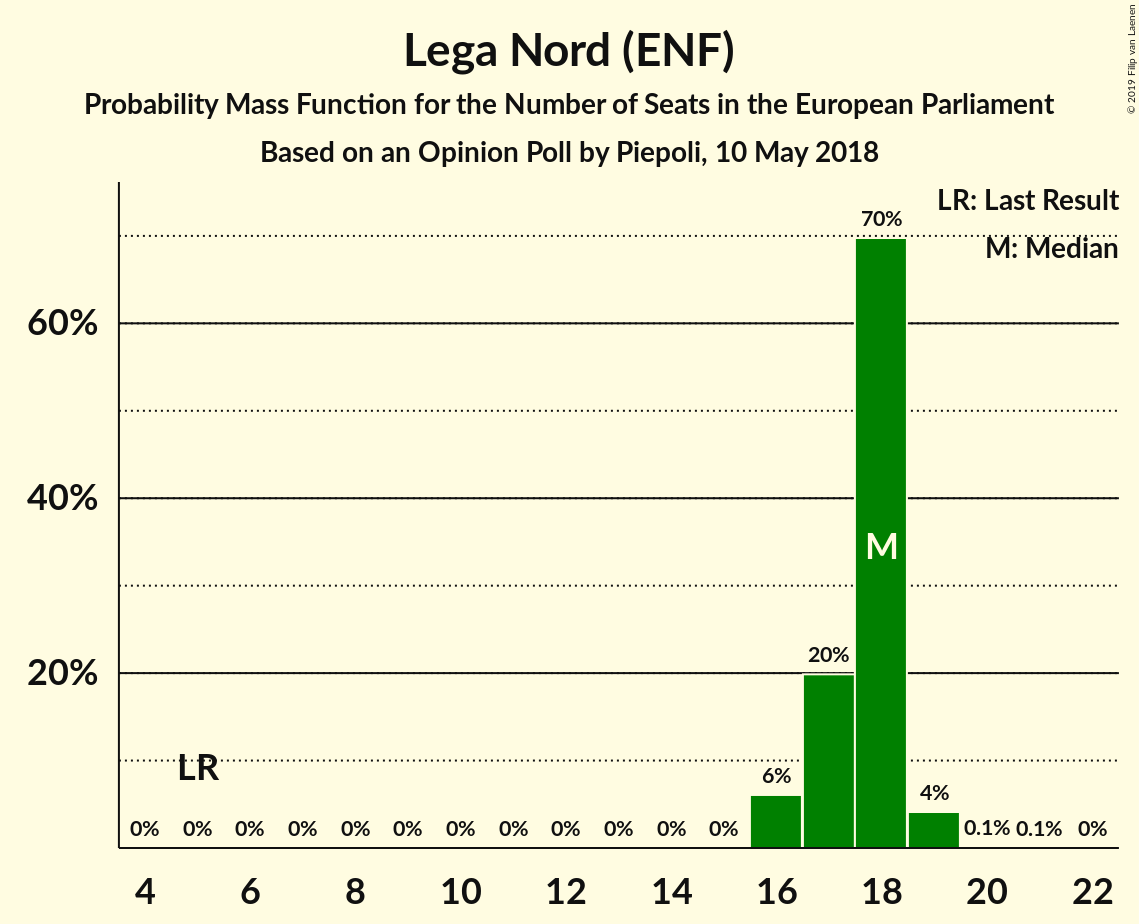 Lega Nord (ENF)
Probability Mass Function for the Number of Seats in the European Parliament
Based on an Opinion Poll by Piepoli, 10 May 2018
© 2019 Filip van Laenen
LR: Last Result
M: Median
60%
40%
20%
LR
M
0% 0% 0% 0% 0% 0% 0% 0% 0% 0% 0% 0% 6% 20% 70% 4% 0.1% 0.1% 0%
4 6 8 10 12 14 16 18 20 22